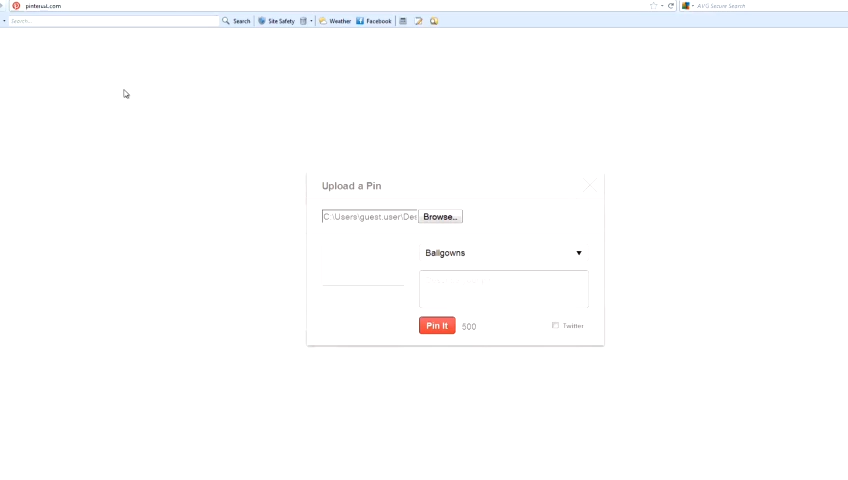 pinterest.com
AVG Secure Search
Search... Search Site Safety Weather Facebook
Upload a Pin
C:\Users\guest.user\Des Browse...
Ballgowns
Pin It 500 Twitter